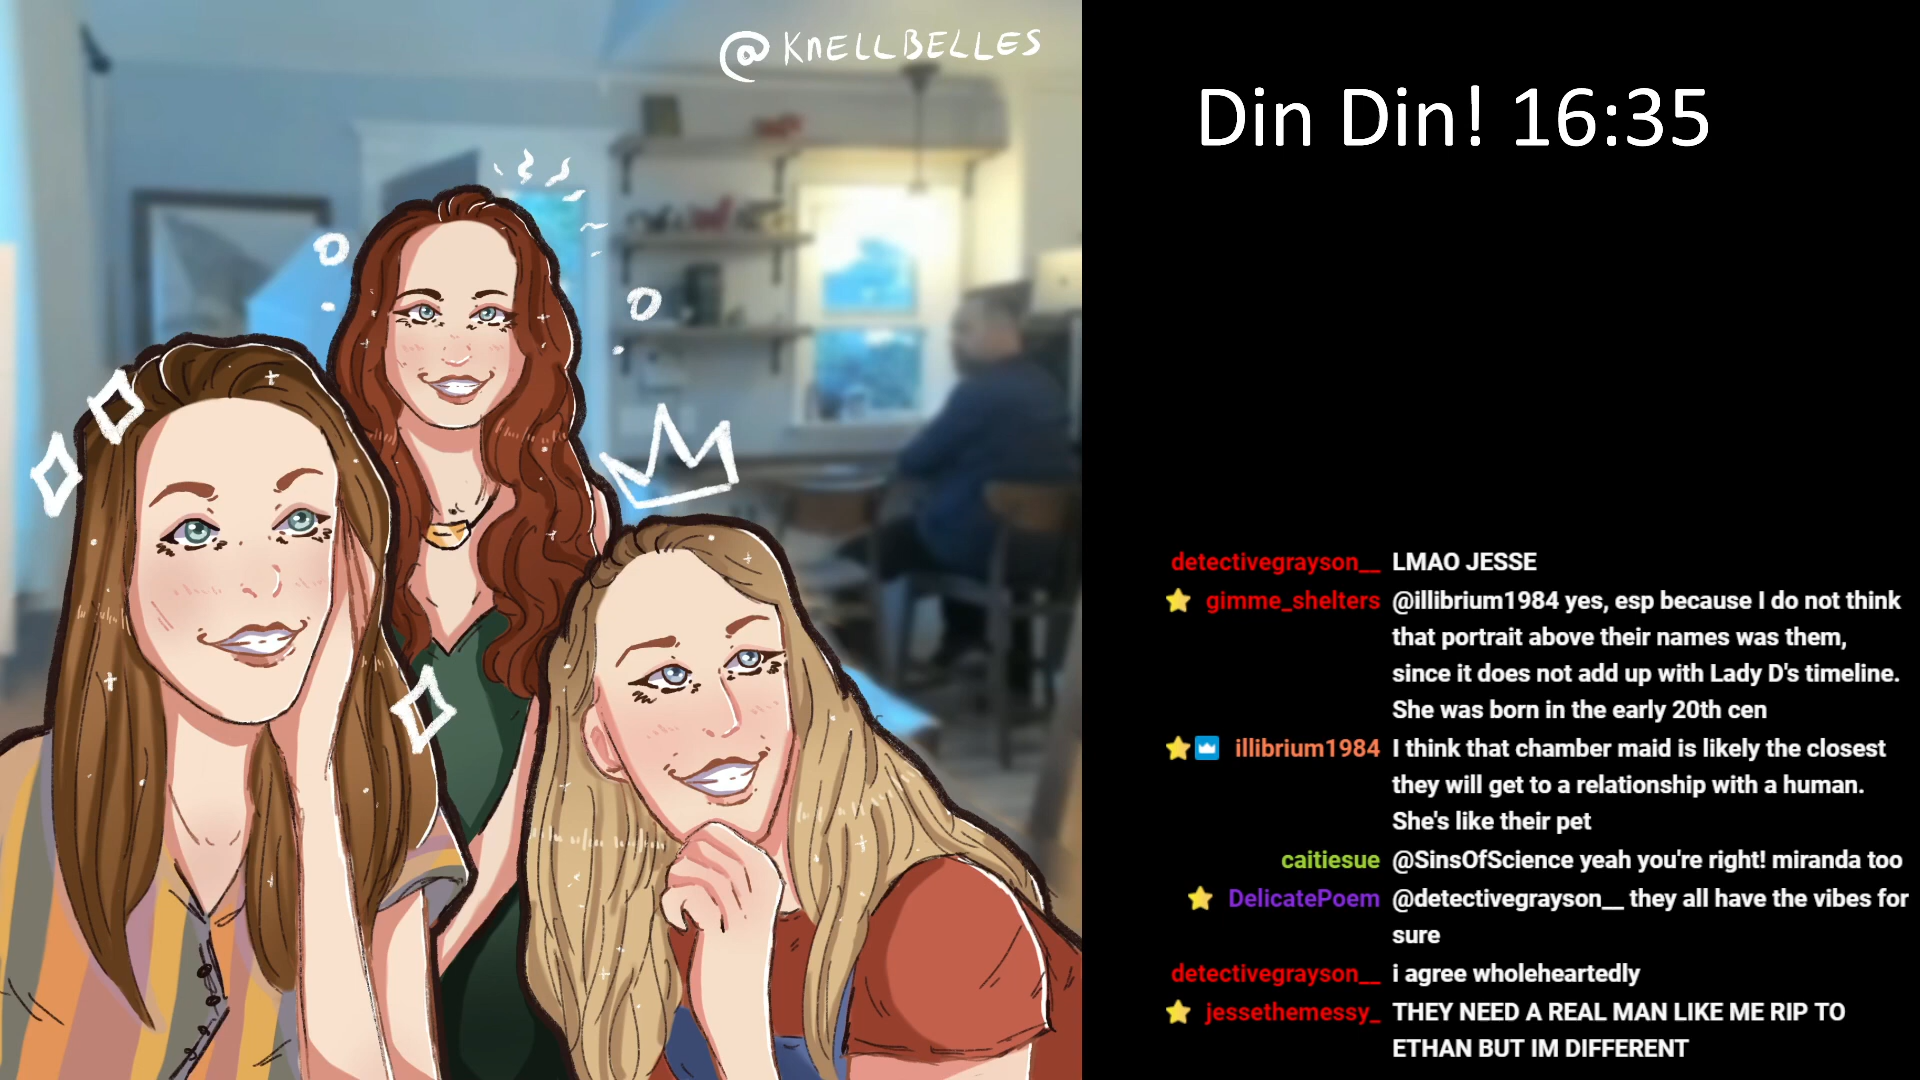 @KNELLBELLES
Din Din! 16:35
detectivegrayson__ LMAO JESSE
gimme_shelters @illibrium1984 yes, esp because I do not think
that portrait above their names was them,
since it does not add up with Lady D's timeline.
She was born in the early 20th cen
illibrium1984 I think that chamber maid is likely the closest
they will get to a relationship with a human.
She's like their pet
caitiesue @SinsOfScience yeah you're right! miranda too
DelicatePoem @detectivegrayson__ they all have the vibes for
sure
detectivegrayson__ i agree wholeheartedly
jessethemessy_ THEY NEED A REAL MAN LIKE ME RIP TO
ETHAN BUT IM DIFFERENT